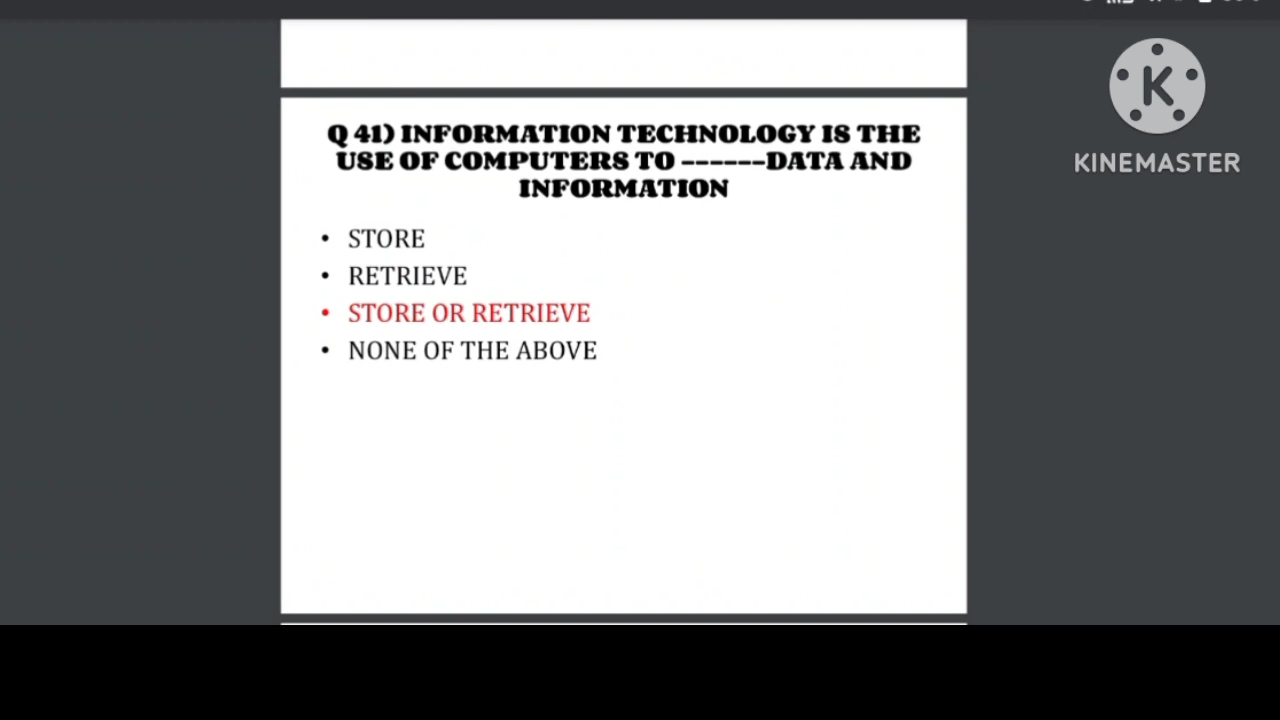 Q 41) INFORMATION TECHNOLOGY IS THE
USE OF COMPUTERS TO ------DATA AND
INFORMATION
• STORE
• RETRIEVE
• STORE OR RETRIEVE
• NONE OF THE ABOVE
K
KINEMASTER